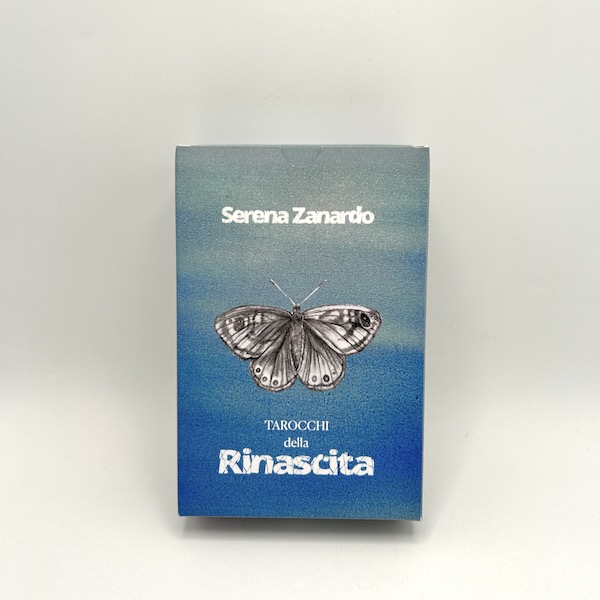 Serena Zanardo
TAROCCHI
della
Rinascita